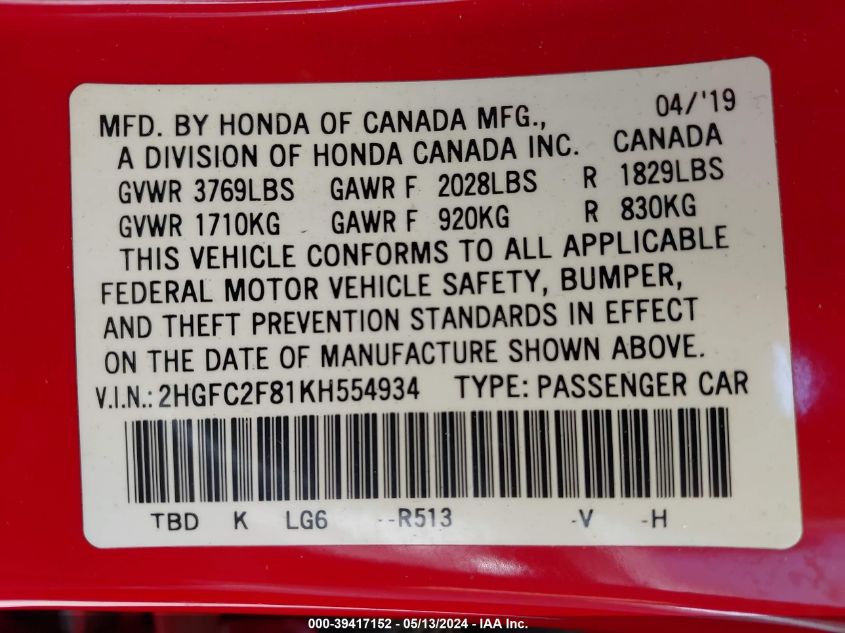 04/'19
MFD. BY HONDA OF CANADA MFG.,
A DIVISION OF HONDA CANADA INC. CANADA
GVWR 3769LBS GAWR F 2028LBS R 1829LBS
GVWR 1710KG GAWR F 920KG R 830KG
THIS VEHICLE CONFORMS TO ALL APPLICABLE
FEDERAL MOTOR VEHICLE SAFETY, BUMPER,
AND THEFT PREVENTION STANDARDS IN EFFECT
ON THE DATE OF MANUFACTURE SHOWN ABOVE.
V.I.N.: 2HGFC2F81KH554934 TYPE: PASSENGER CAR
TBD K LG6 --R513 -V -H
000-39417152 - 05/13/2024 - IAA Inc.